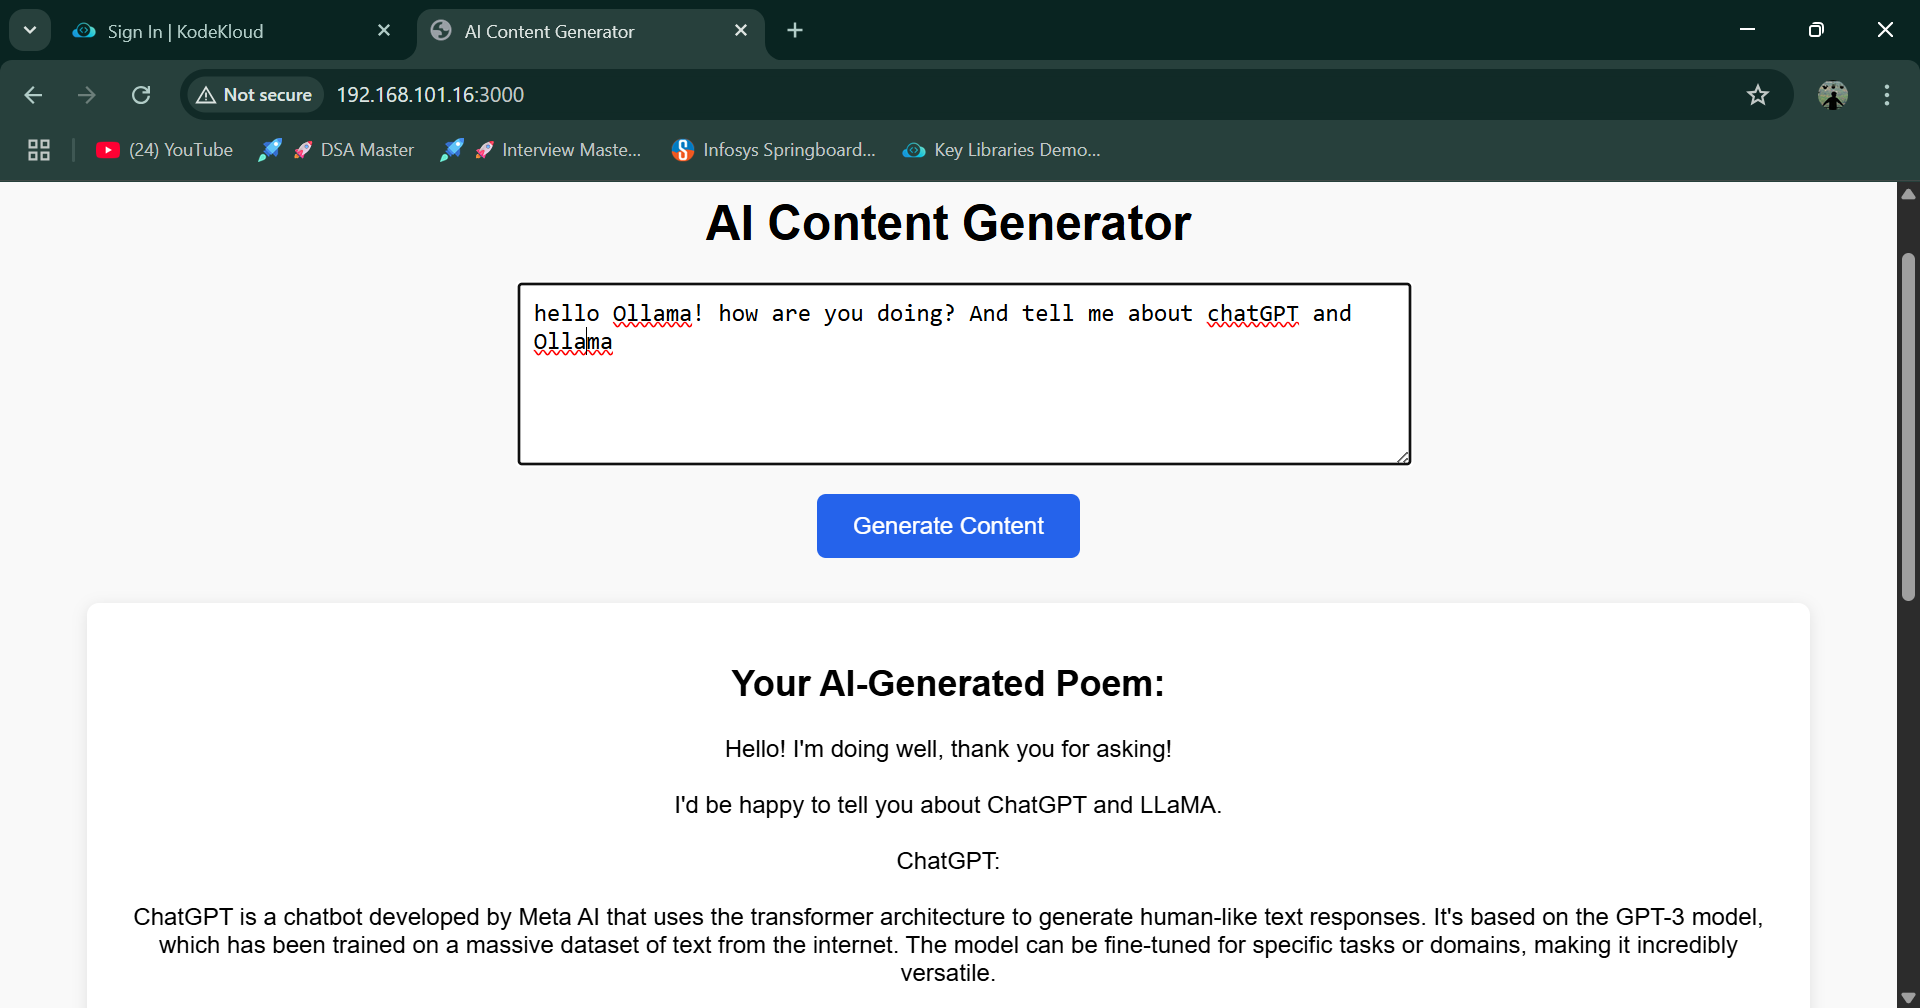 Sign In | KodeKloud
AI Content Generator
Not secure
192.168.101.16:3000
(24) YouTube
DSA Master
Interview Maste...
Infosys Springboard...
Key Libraries Demo...
AI Content Generator
hello Ollama! how are you doing? And tell me about chatGPT and
Ollama
Generate Content
Your AI-Generated Poem:
Hello! I'm doing well, thank you for asking!
I'd be happy to tell you about ChatGPT and LLaMA.
ChatGPT:
ChatGPT is a chatbot developed by Meta AI that uses the transformer architecture to generate human-like text responses. It's based on the GPT-3 model,
which has been trained on a massive dataset of text from the internet. The model can be fine-tuned for specific tasks or domains, making it incredibly
versatile.